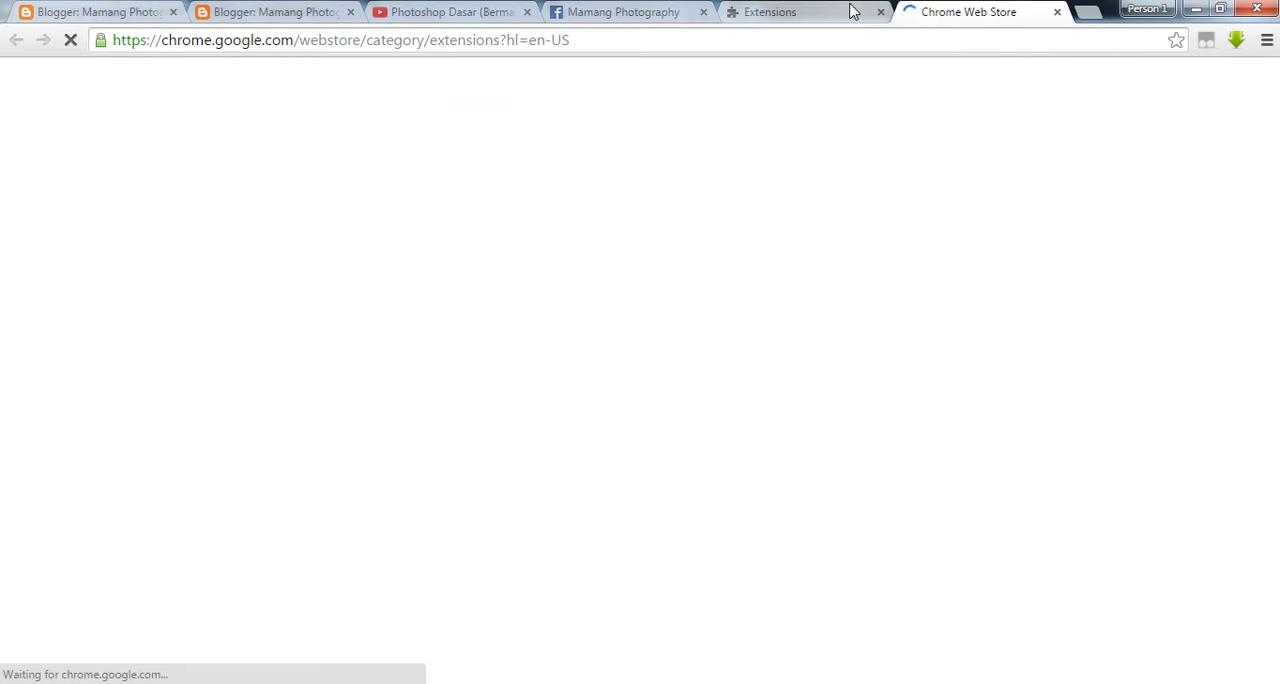 Blogger: Mamang Photo
Blogger: Mamang Photog
Photoshop Dasar (Berma
Mamang Photography
Extensions
Chrome Web Store
Person 1
https://chrome.google.com/webstore/category/extensions?hl=en-US
Waiting for chrome.google.com...